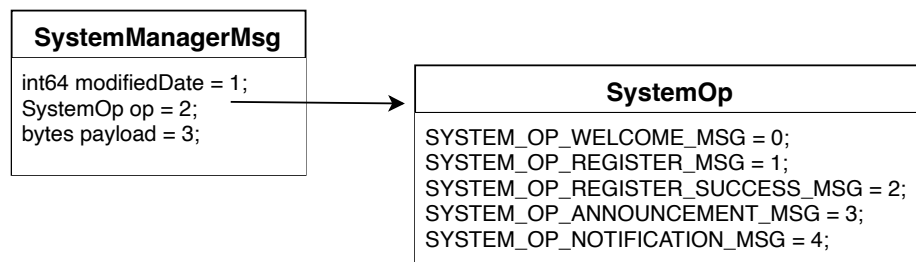 SystemManagerMsg
int64 modifiedDate = 1;
SystemOp op = 2;
bytes payload = 3;
SystemOp
SYSTEM_OP_WELCOME_MSG = 0;
SYSTEM_OP_REGISTER_MSG = 1;
SYSTEM_OP_REGISTER_SUCCESS_MSG = 2;
SYSTEM_OP_ANNOUNCEMENT_MSG = 3;
SYSTEM_OP_NOTIFICATION_MSG = 4;